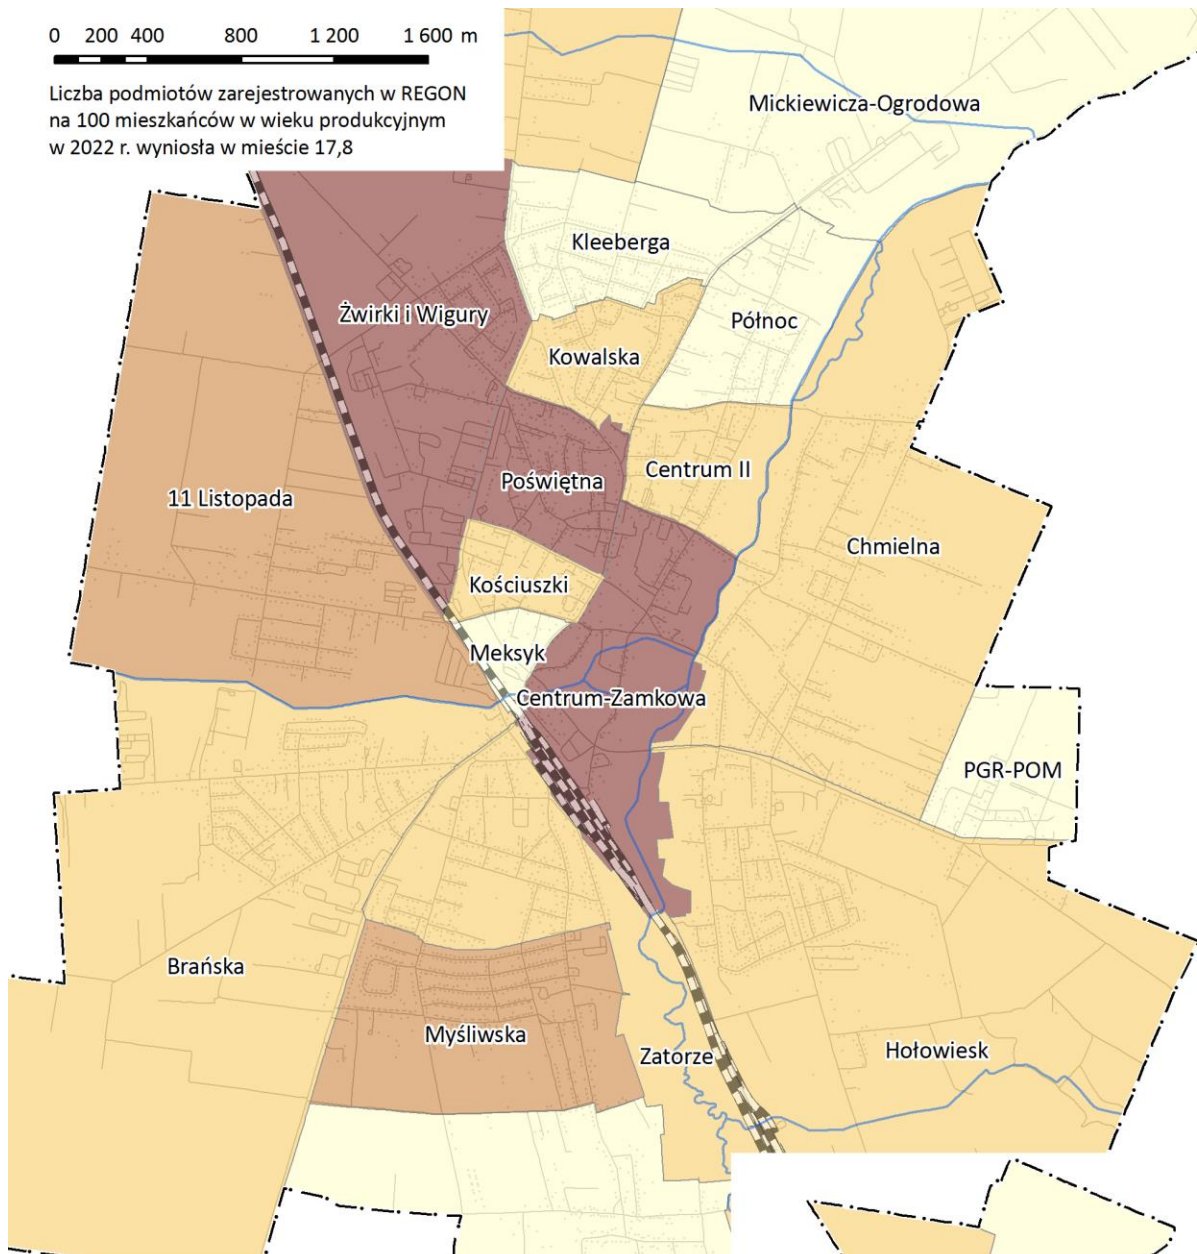 0 200 400 800 1 200 1 600 m
Liczba podmiotów zarejestrowanych w REGON
na 100 mieszkańców w wieku produkcyjnym
w 2022 r. wyniosła w mieście 17,8
Mickiewicza-Ogrodowa
Kleeberga
Żwirki i Wigury
Północ
Kowalska
Centrum II
Poświętna
11 Listopada
Chmielna
Kościuszki
Meksyk
Centrum-Zamkowa
PGR-POM
Brańska
Myśliwska
Zatorze
Hołowiesk